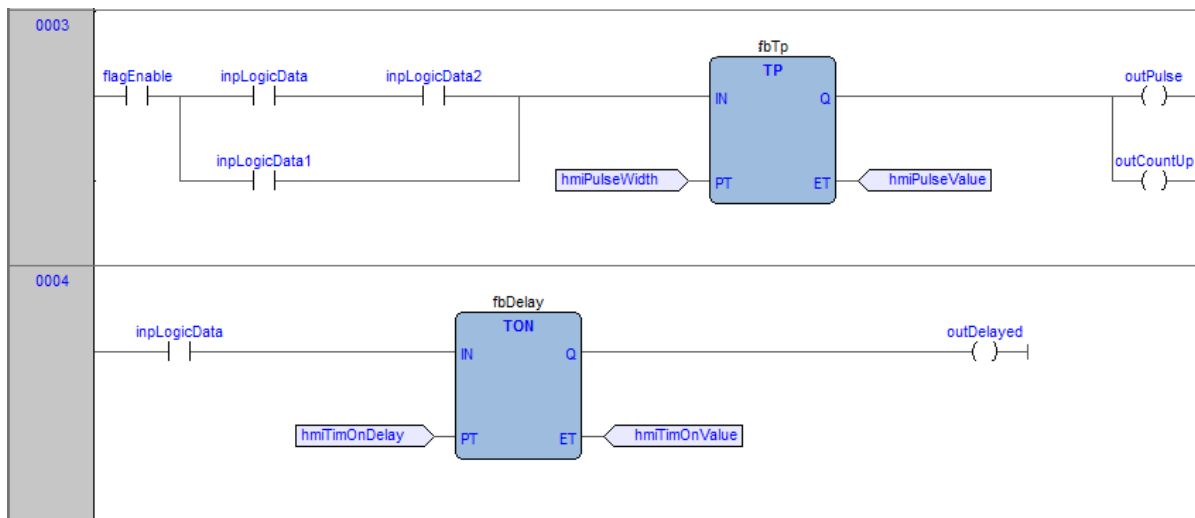 0003
fbTp
flagEnable inpLogicData inpLogicData2 TP outPulse
IN Q
inpLogicData1 outCountUp
hmiPulseWidth PT ET hmiPulseValue
0004
fbDelay
inpLogicData TON outDelayed
IN Q
hmiTimOnDelay PT ET hmiTimOnValue